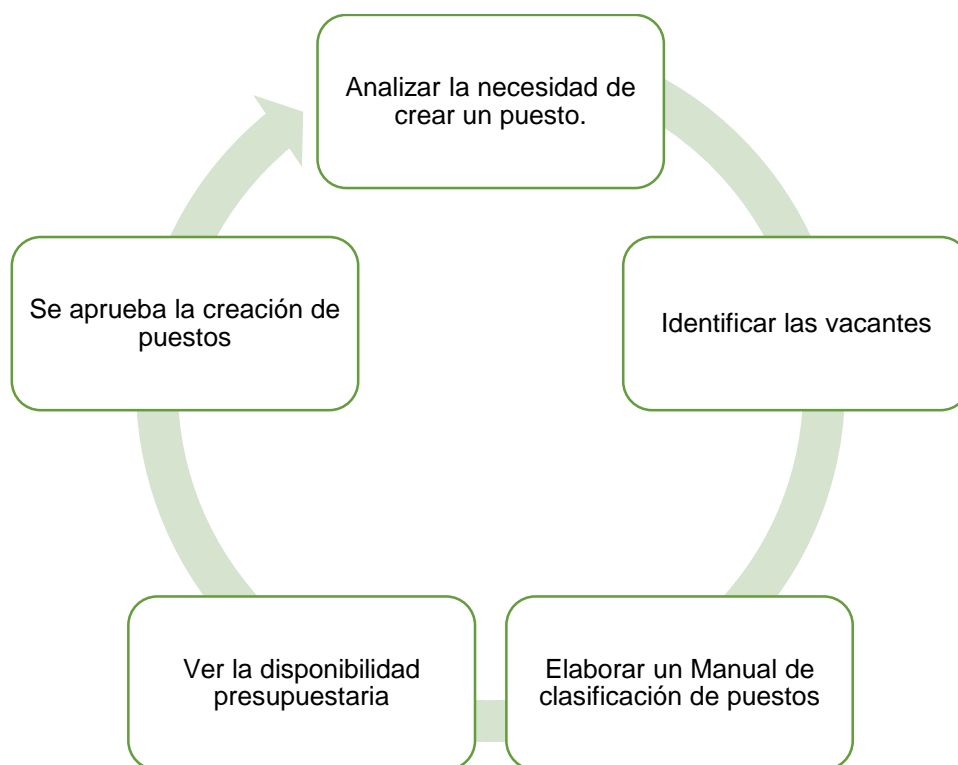 Analizar la necesidad de
crear un puesto.
Identificar las vacantes
Elaborar un Manual de
clasificación de puestos
Ver la disponibilidad
presupuestaria
Se aprueba la creación de
puestos